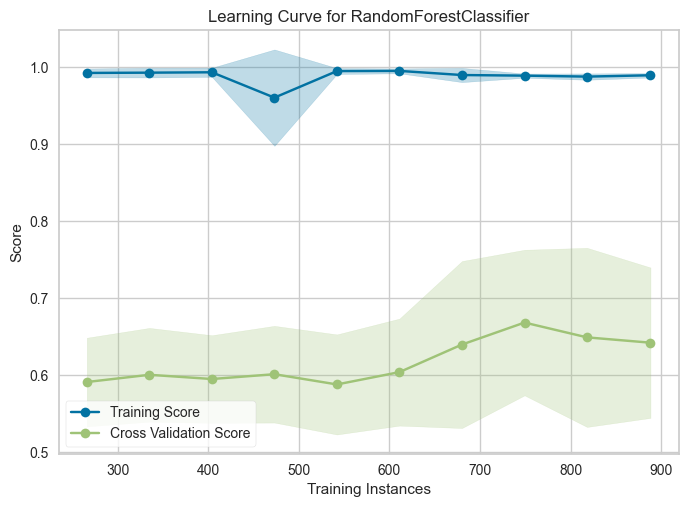 Learning Curve for RandomForestClassifier
1.0
0.9
0.8
0.7
0.6
0.5
Score
Training Score
Cross Validation Score
300 400 500 600 700 800 900
Training Instances